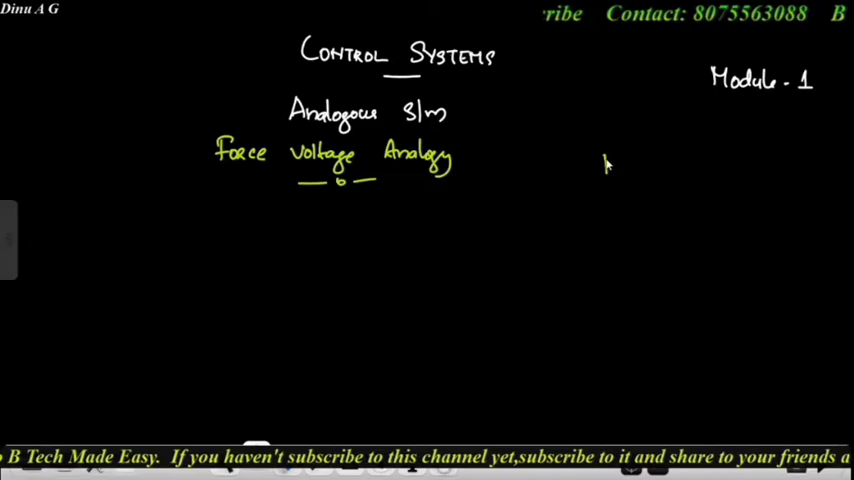 Dinu A G
ribe Contact: 8075563088 B
CONTROL SYSTEMS
Module - 1
Analogous S/m
Force Voltage Analogy
o B Tech Made Easy. If you haven't subscribe to this channel yet,subscribe to it and share to your friends a